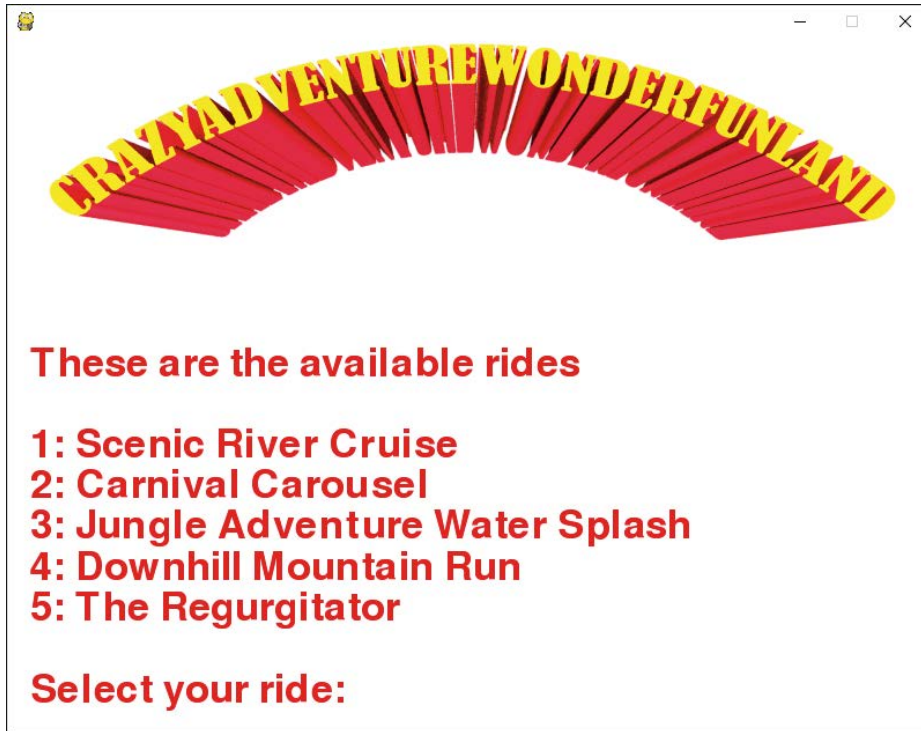 CRAZYADVENTUREWONDERFUNLAND
These are the available rides
1: Scenic River Cruise
2: Carnival Carousel
3: Jungle Adventure Water Splash
4: Downhill Mountain Run
5: The Regurgitator
Select your ride: